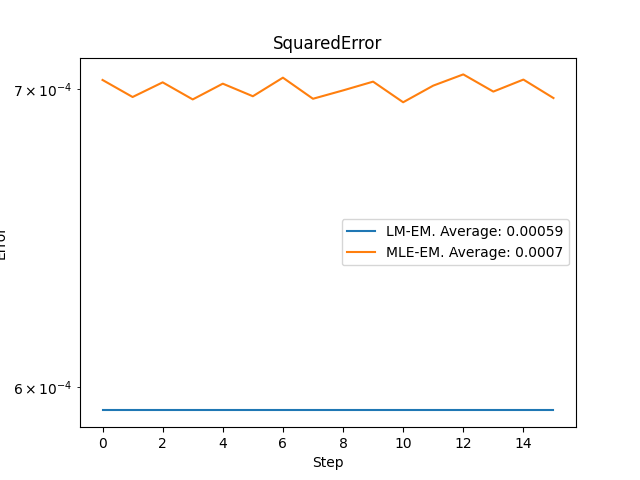 SquaredError
7 × 10⁻⁴
Error
LM-EM. Average: 0.00059
MLE-EM. Average: 0.0007
6 × 10⁻⁴
0 2 4 6 8 10 12 14
Step